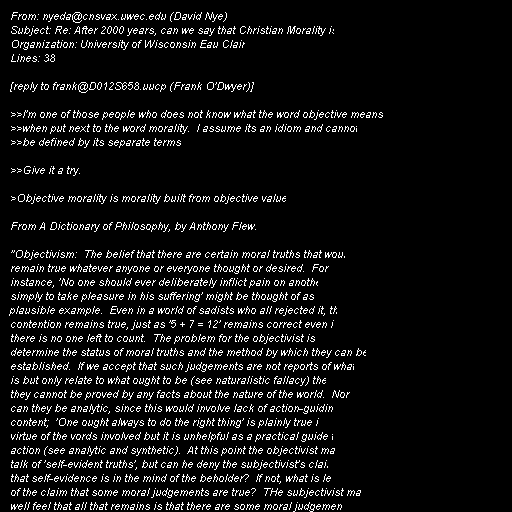 From: nyeda@cnsvax.uwec.edu (David Nye)
Subject: Re: After 2000 years, can we say that Christian Morality is
Organization: University of Wisconsin Eau Clair
Lines: 38
[reply to frank@D012S658.uucp (Frank O'Dwyer)]
>>I'm one of those people who does not know what the word objective means
>>when put next to the word morality.  I assume its an idiom and cannot
>>be defined by its separate terms
>>Give it a try.
>Objective morality is morality built from objective value
From A Dictionary of Philosophy, by Anthony Flew.
"Objectivism:  The belief that there are certain moral truths that wou
remain true whatever anyone or everyone thought or desired.  For
instance, 'No one should ever deliberately inflict pain on anothe
simply to take pleasure in his suffering' might be thought of as
plausible example.  Even in a world of sadists who all rejected it, th
contention remains true, just as '5 + 7 = 12' remains correct even i
there is no one left to count.  The problem for the objectivist is
determine the status of moral truths and the method by which they can be
established.  If we accept that such judgements are not reports of what
is but only relate to what ought to be (see naturalistic fallacy) the
they cannot be proved by any facts about the nature of the world.  Nor
can they be analytic, since this would involve lack of action-guidin
content;  'One ought always to do the right thing' is plainly true i
virtue of the vords involved but it is unhelpful as a practical guide
action (see analytic and synthetic).  At this point the objectivist ma
talk of 'self-evident truths', but can he deny the subjectivist's clai
that self-evidence is in the mind of the beholder?  If not, what is le
of the claim that some moral judgements are true?  THe subjectivist ma
well feel that all that remains is that there are some moral judgemen